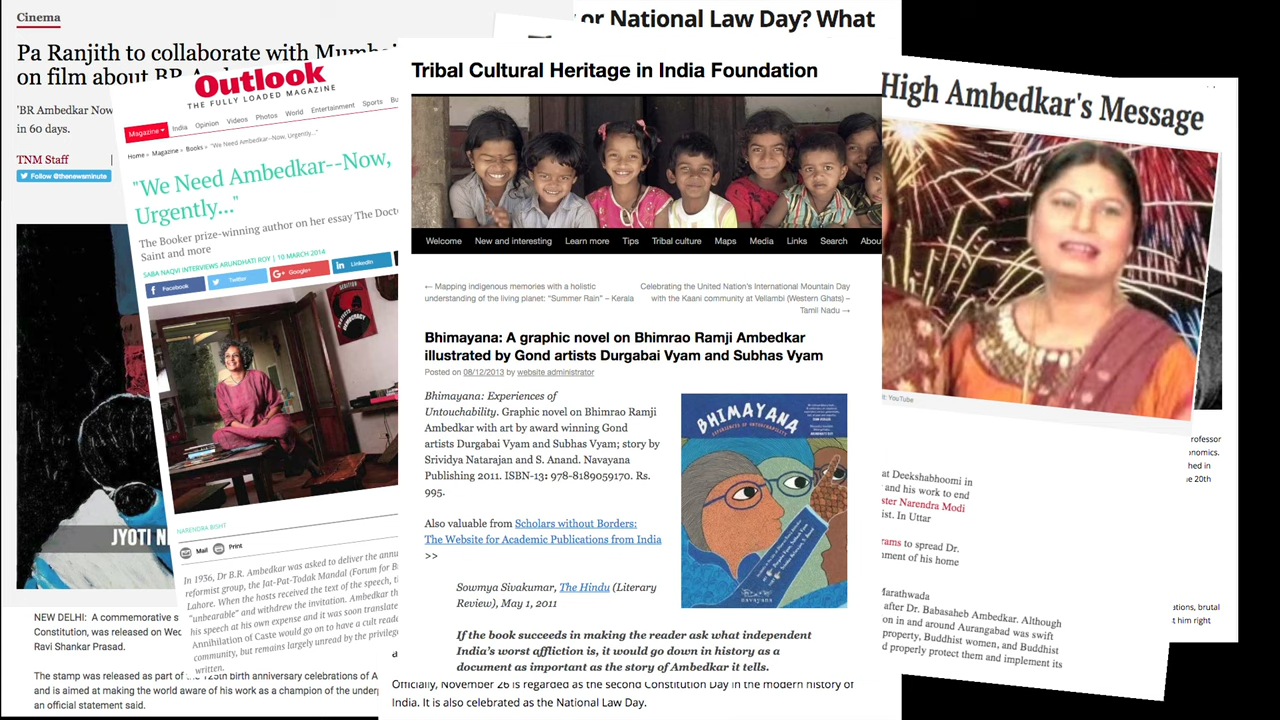 Cinema
Pa Ranjith to collaborate with Mumbai
on film about BR
'BR Ambedkar Now
in 60 days.
TNM Staff
Follow @thenewsminute
JYOTI N
NEW DELHI: A commemorative s
Constitution, was released on Wed
Ravi Shankar Prasad.
The stamp was released as part of the 125th birth anniversary celebrations of A
and is aimed at making the world aware of his work as a champion of the underp
an official statement said.
Outlook
THE FULLY LOADED MAGAZINE
Magazine India Opinion Videos Photos World Entertainment Sports Bu
Home » Magazine » Books » "We Need Ambedkar--Now, Urgently..."
"We Need Ambedkar--Now,
Urgently..."
The Booker prize-winning author on her essay The Docto
Saint and more
SABA NAQVI INTERVIEWS ARUNDHATI ROY | 10 MARCH 2014
Facebook Twitter Google+ LinkedIn
NARENDRA BISHT
Mail Print
In 1936, Dr B.R. Ambedkar was asked to deliver the annu
reformist group, the Jat-Pat-Todak Mandal (Forum for B
Lahore. When the hosts received the text of the speech, t
"unbearable" and withdrew the invitation. Ambedkar th
his speech at his own expense and it was soon translate
Annihilation of Caste would go on to have a cult reade
community, but remains largely unread by the privilege
written.
or National Law Day? What
Tribal Cultural Heritage in India Foundation
Welcome New and interesting Learn more Tips Tribal culture Maps Media Links Search Abou
← Mapping indigenous memories with a holistic
understanding of the living planet: "Summer Rain" – Kerala
Celebrating the United Nation's International Mountain Day
with the Kaani community at Vellambi (Western Ghats) –
Tamil Nadu →
Bhimayana: A graphic novel on Bhimrao Ramji Ambedkar
illustrated by Gond artists Durgabai Vyam and Subhas Vyam
Posted on 08/12/2013 by website administrator
Bhimayana: Experiences of
Untouchability. Graphic novel on Bhimrao Ramji
Ambedkar with art by award winning Gond
artists Durgabai Vyam and Subhas Vyam; story by
Srividya Natarajan and S. Anand. Navayana
Publishing 2011. ISBN-13: 978-8189059170. Rs.
995.
BHIMAYANA
EXPERIENCES OF UNTOUCHABILITY
navayana
Also valuable from Scholars without Borders:
The Website for Academic Publications from India
>>
Sowmya Sivakumar, The Hindu (Literary
Review), May 1, 2011
If the book succeeds in making the reader ask what independent
India's worst affliction is, it would go down in history as a
document as important as the story of Ambedkar it tells.
Officially, November 26 is regarded as the second Constitution Day in the modern history of
India. It is also celebrated as the National Law Day.
High Ambedkar's Message
it: YouTube
at Deekshabhoomi in
and his work to end
ster Narendra Modi
ist. In Uttar
rams to spread Dr.
ment of his home
Marathwada
after Dr. Babasaheb Ambedkar. Although
on in and around Aurangabad was swift
property, Buddhist women, and Buddhist
d properly protect them and implement its
rofessor
onomics.
hed in
e 20th
ations, brutal
t him right